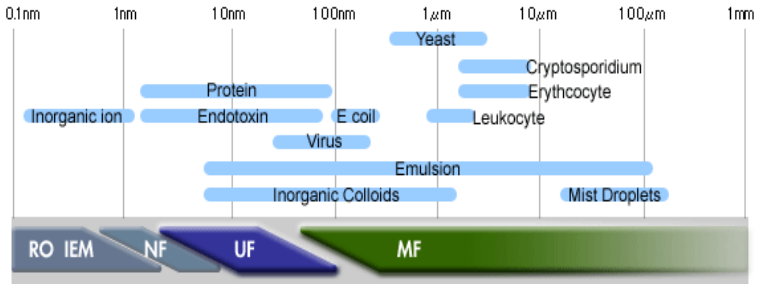 0.1nm 1nm 10nm 100nm 1μm 10μm 100μm 1mm
Yeast
Cryptosporidium
Protein Erythcocyte
Inorganic ion Endotoxin E coil Leukocyte
Virus
Emulsion
Inorganic Colloids Mist Droplets
RO IEM NF UF MF